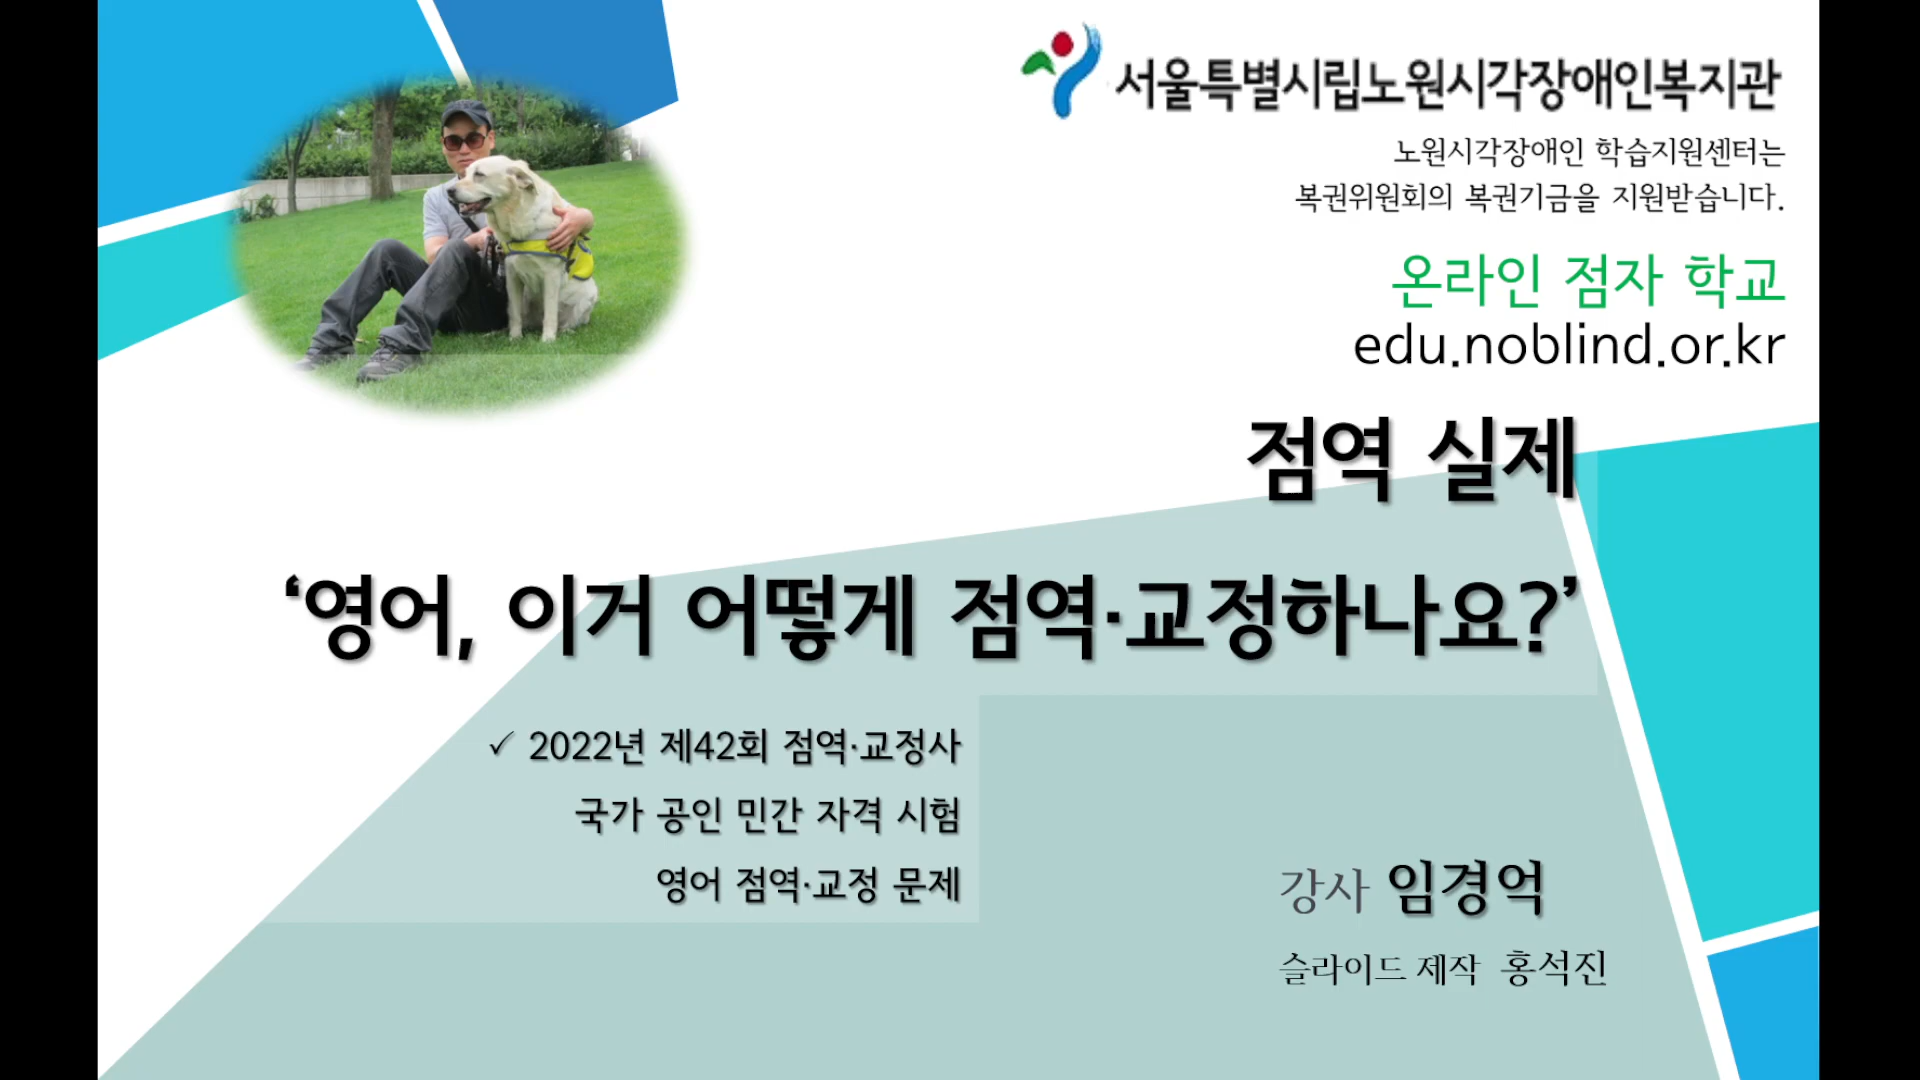 서울특별시립노원시각장애인복지관
노원시각장애인 학습지원센터는
복권위원회의 복권기금을 지원받습니다.
온라인 점자 학교
edu.noblind.or.kr
점역 실제
‘영어, 이거 어떻게 점역·교정하나요?’
✓ 2022년 제42회 점역·교정사
국가 공인 민간 자격 시험
영어 점역·교정 문제
강사 임경억
슬라이드 제작 홍석진